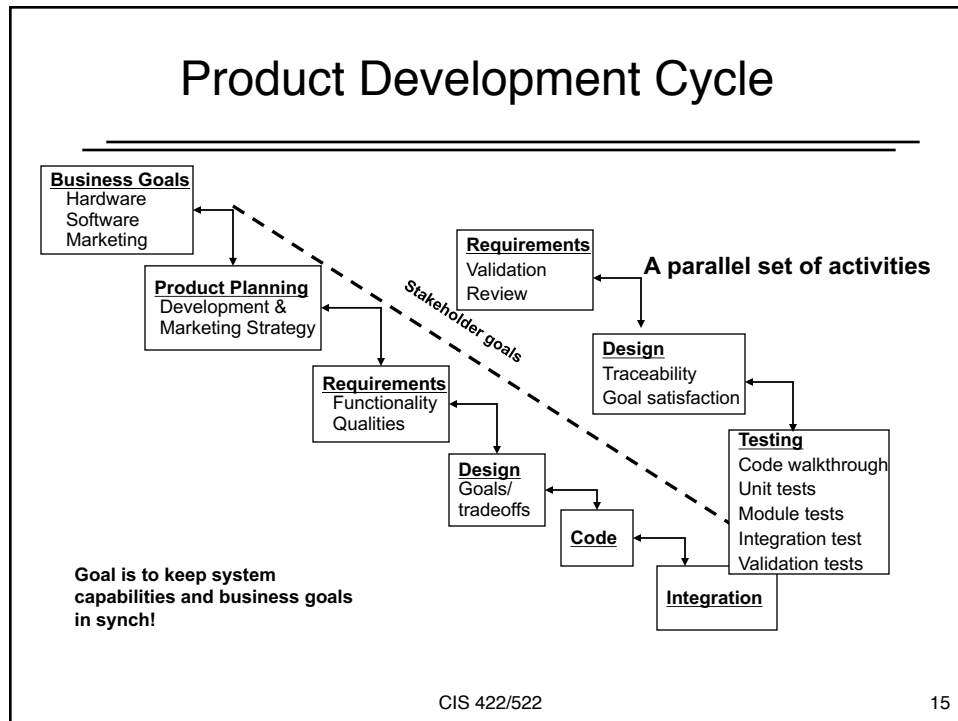 Product Development Cycle
Business Goals
Hardware
Software
Marketing
Product Planning
Development &
Marketing Strategy
Requirements
Functionality
Qualities
Design
Goals/
tradeoffs
Code
Integration
Stakeholder goals
Requirements
Validation
Review
A parallel set of activities
Design
Traceability
Goal satisfaction
Testing
Code walkthrough
Unit tests
Module tests
Integration test
Validation tests
Goal is to keep system
capabilities and business goals
in synch!
CIS 422/522
15